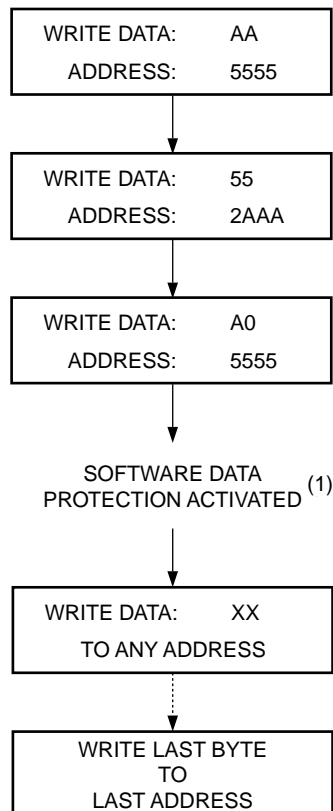 WRITE DATA: AA
ADDRESS: 5555
WRITE DATA: 55
ADDRESS: 2AAA
WRITE DATA: A0
ADDRESS: 5555
SOFTWARE DATA
PROTECTION ACTIVATED (1)
WRITE DATA: XX
TO ANY ADDRESS
WRITE LAST BYTE
TO
LAST ADDRESS